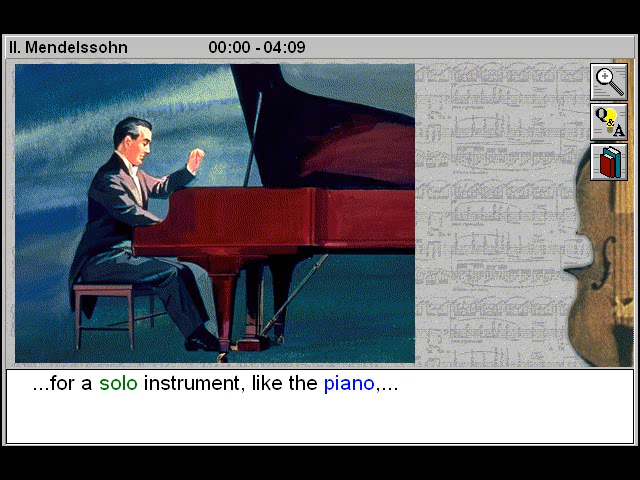 II. Mendelssohn 00:00 - 04:09
Q&A
...for a solo instrument, like the piano,...